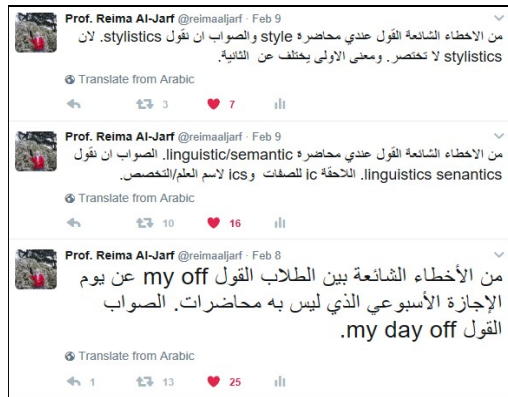 Prof. Reima Al-Jarf @reimaaljarf · Feb 9
من الاخطاء الشائعة القول عندي محاضرة style والصواب ان نقول stylistics. لان
stylistics لا تختصر. ومعنى الاولى يختلف عن الثانية.
Translate from Arabic
3 7
Prof. Reima Al-Jarf @reimaaljarf · Feb 9
من الاخطاء الشائعة القول عندي محاضرة linguistic/semantic. الصواب ان نقول
linguistics senantics. اللاحقة ic للصفات وics لاسم العلم/التخصص.
Translate from Arabic
10 16
Prof. Reima Al-Jarf @reimaaljarf · Feb 8
من الأخطاء الشائعة بين الطلاب القول my off عن يوم
الإجازة الأسبوعي الذي ليس به محاضرات. الصواب
القول my day off.
Translate from Arabic
1 13 25